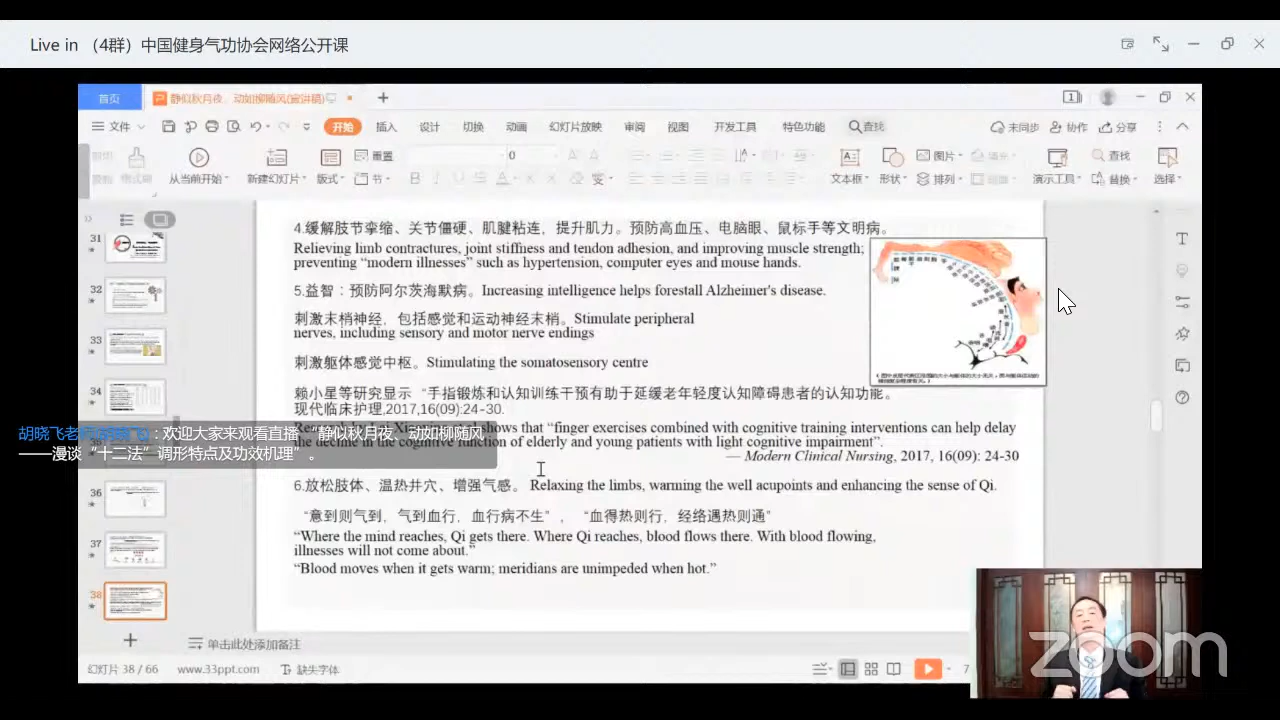 Live in （4群）中国健身气功协会网络公开课
首页
静似秋月夜、动如柳随风(宣讲稿)
文件
开始
插入
设计
切换
动画
幻灯片放映
审阅
视图
开发工具
特色功能
查找
未同步
协作
分享
从当前开始
新建幻灯片
版式
重置
节
0
文本框
形状
图片
排列
填充
演示工具
查找
替换
选择
31
32
33
34
36
37
38
4.缓解肢节挛缩、关节僵硬、肌腱粘连，提升肌力。预防高血压、电脑眼、鼠标手等文明病。
Relieving limb contractures, joint stiffness and tendon adhesion, and improving muscle strength;
preventing “modern illnesses” such as hypertension, computer eyes and mouse hands.
5.益智：预防阿尔茨海默病。Increasing intelligence helps forestall Alzheimer's disease.
刺激末梢神经，包括感觉和运动神经末梢。Stimulate peripheral
nerves, including sensory and motor nerve endings
刺激躯体感觉中枢。Stimulating the somatosensory centre
赖小星等研究显示 “手指锻炼和认知训练干预有助于延缓老年轻度认知障碍患者的认知功能。
现代临床护理,2017,16(09):24-30.
shows that “finger exercises combined with cognitive training interventions can help delay
the decline in the cognitive function of elderly and young patients with light cognitive impairment”.
— Modern Clinical Nursing, 2017, 16(09): 24-30
胡晓飞老师(胡晓飞)：欢迎大家来观看直播 “静似秋月夜、动如柳随风
——漫谈“十二法”调形特点及功效机理”。
6.放松肢体、温热井穴、增强气感。 Relaxing the limbs, warming the well acupoints and enhancing the sense of Qi.
“意到则气到，气到血行，血行病不生”， “血得热则行，经络遇热则通”
“Where the mind reaches, Qi gets there. Where Qi reaches, blood flows there. With blood flowing,
illnesses will not come about.”
“Blood moves when it gets warm; meridians are unimpeded when hot.”
单击此处添加备注
幻灯片 38 / 66
www.33ppt.com
缺失字体
zoom